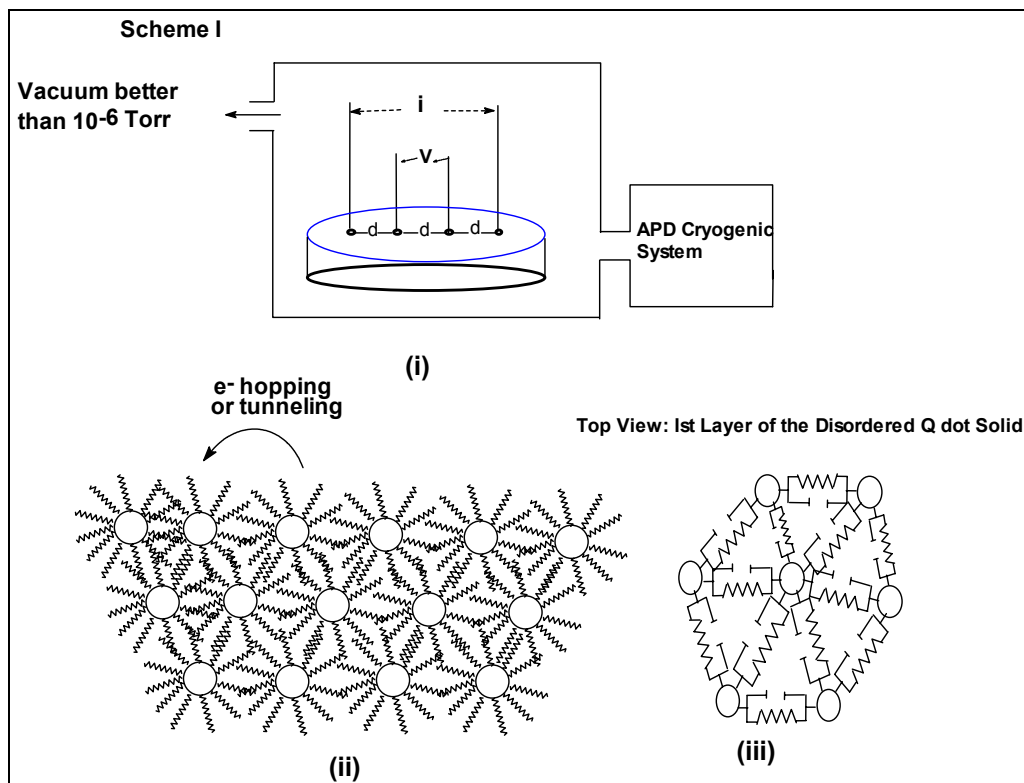 Scheme I
Vacuum better
than 10-6 Torr
i
V
d d d
APD Cryogenic
System
(i)
e- hopping
or tunneling
Top View: Ist Layer of the Disordered Q dot Solid
(ii)
(iii)